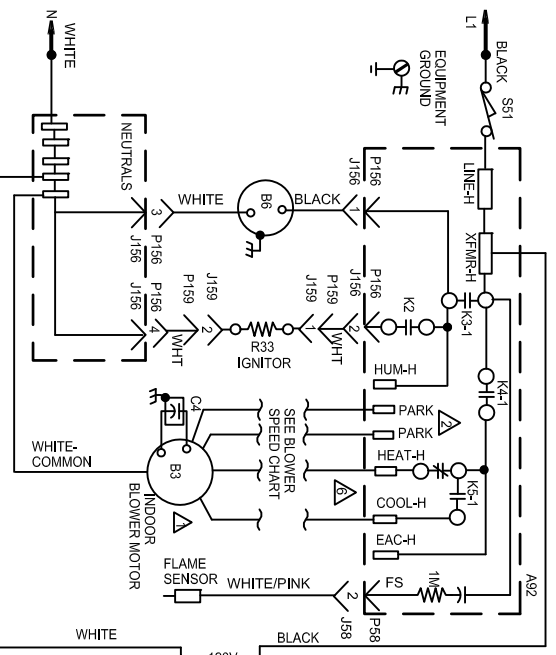 N
WHITE
NEUTRALS
3
P156
J156
WHITE
B6
BLACK
J156
1
P156
EQUIPMENT
GROUND
L1
BLACK
S51
LINE-H
XFMR-H
J156
P156
4
WHT
P159
J159
2
R33
IGNITOR
J159
P159
1
WHT
J156
P156
2
K2
K3-1
HUM-H
K4-1
PARK
PARK
2
C4
SEE BLOWER
SPEED CHART
HEAT-H
K5-1
WHITE-
COMMON
B3
INDOOR
BLOWER MOTOR
1
6
COOL-H
EAC-H
FLAME
SENSOR
WHITE/PINK
2
J58
P58
FS
1M
A92
WHITE
BLACK
120V